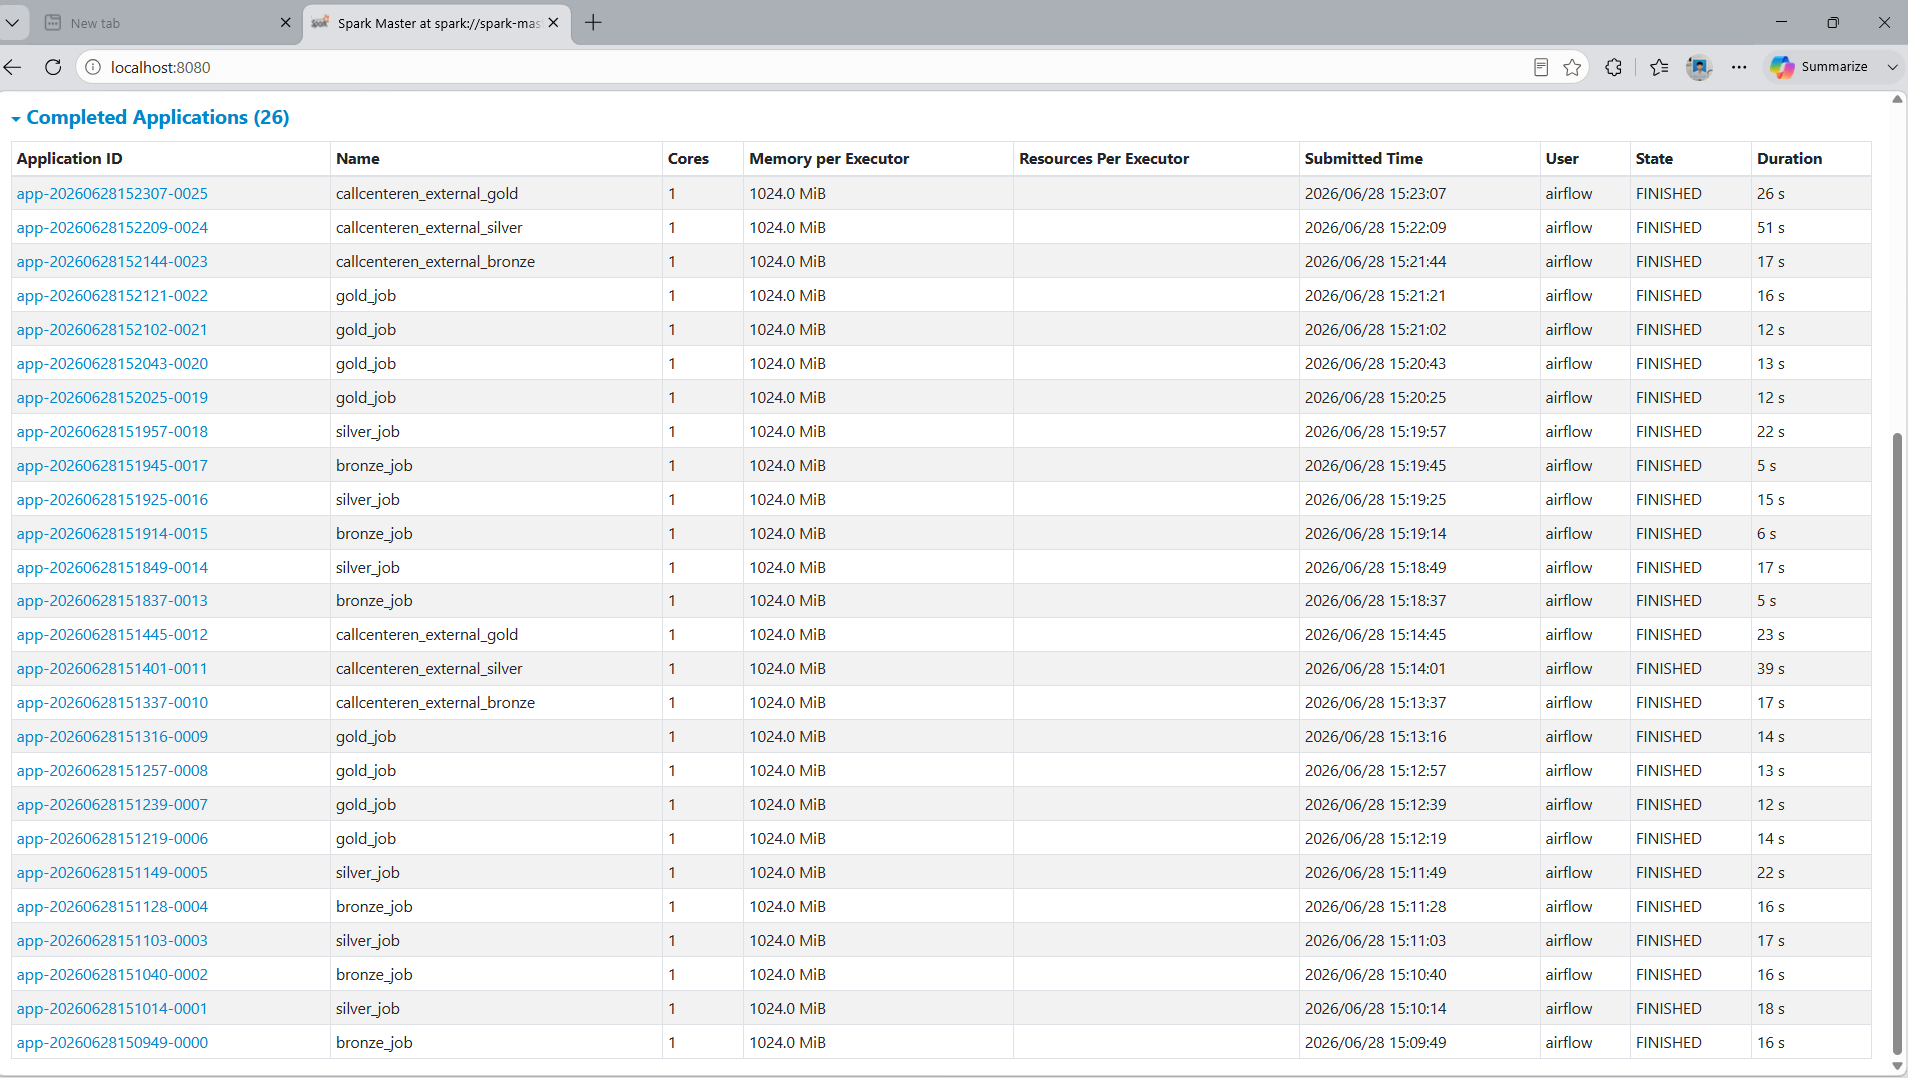 New tab
Spark Master at spark://spark-mas
localhost:8080
Summarize
Completed Applications (26)
Application ID Name Cores Memory per Executor Resources Per Executor Submitted Time User State Duration
app-20260628152307-0025 callcenteren_external_gold 1 1024.0 MiB 2026/06/28 15:23:07 airflow FINISHED 26 s
app-20260628152209-0024 callcenteren_external_silver 1 1024.0 MiB 2026/06/28 15:22:09 airflow FINISHED 51 s
app-20260628152144-0023 callcenteren_external_bronze 1 1024.0 MiB 2026/06/28 15:21:44 airflow FINISHED 17 s
app-20260628152121-0022 gold_job 1 1024.0 MiB 2026/06/28 15:21:21 airflow FINISHED 16 s
app-20260628152102-0021 gold_job 1 1024.0 MiB 2026/06/28 15:21:02 airflow FINISHED 12 s
app-20260628152043-0020 gold_job 1 1024.0 MiB 2026/06/28 15:20:43 airflow FINISHED 13 s
app-20260628152025-0019 gold_job 1 1024.0 MiB 2026/06/28 15:20:25 airflow FINISHED 12 s
app-20260628151957-0018 silver_job 1 1024.0 MiB 2026/06/28 15:19:57 airflow FINISHED 22 s
app-20260628151945-0017 bronze_job 1 1024.0 MiB 2026/06/28 15:19:45 airflow FINISHED 5 s
app-20260628151925-0016 silver_job 1 1024.0 MiB 2026/06/28 15:19:25 airflow FINISHED 15 s
app-20260628151914-0015 bronze_job 1 1024.0 MiB 2026/06/28 15:19:14 airflow FINISHED 6 s
app-20260628151849-0014 silver_job 1 1024.0 MiB 2026/06/28 15:18:49 airflow FINISHED 17 s
app-20260628151837-0013 bronze_job 1 1024.0 MiB 2026/06/28 15:18:37 airflow FINISHED 5 s
app-20260628151445-0012 callcenteren_external_gold 1 1024.0 MiB 2026/06/28 15:14:45 airflow FINISHED 23 s
app-20260628151401-0011 callcenteren_external_silver 1 1024.0 MiB 2026/06/28 15:14:01 airflow FINISHED 39 s
app-20260628151337-0010 callcenteren_external_bronze 1 1024.0 MiB 2026/06/28 15:13:37 airflow FINISHED 17 s
app-20260628151316-0009 gold_job 1 1024.0 MiB 2026/06/28 15:13:16 airflow FINISHED 14 s
app-20260628151257-0008 gold_job 1 1024.0 MiB 2026/06/28 15:12:57 airflow FINISHED 13 s
app-20260628151239-0007 gold_job 1 1024.0 MiB 2026/06/28 15:12:39 airflow FINISHED 12 s
app-20260628151219-0006 gold_job 1 1024.0 MiB 2026/06/28 15:12:19 airflow FINISHED 14 s
app-20260628151149-0005 silver_job 1 1024.0 MiB 2026/06/28 15:11:49 airflow FINISHED 22 s
app-20260628151128-0004 bronze_job 1 1024.0 MiB 2026/06/28 15:11:28 airflow FINISHED 16 s
app-20260628151103-0003 silver_job 1 1024.0 MiB 2026/06/28 15:11:03 airflow FINISHED 17 s
app-20260628151040-0002 bronze_job 1 1024.0 MiB 2026/06/28 15:10:40 airflow FINISHED 16 s
app-20260628151014-0001 silver_job 1 1024.0 MiB 2026/06/28 15:10:14 airflow FINISHED 18 s
app-20260628150949-0000 bronze_job 1 1024.0 MiB 2026/06/28 15:09:49 airflow FINISHED 16 s